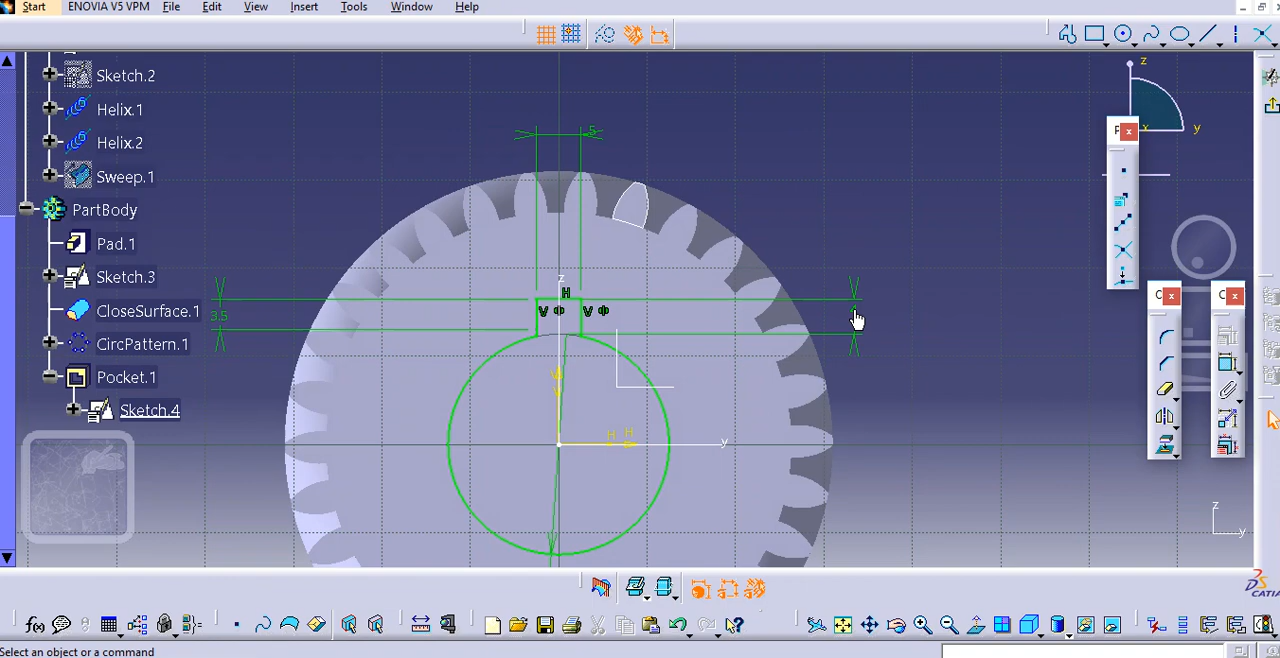 Start ENOVIA V5 VPM File Edit View Insert Tools Window Help
Sketch.2
Helix.1
Helix.2
Sweep.1
PartBody
Pad.1
Sketch.3
CloseSurface.1
CircPattern.1
Pocket.1
Sketch.4
5
3.5
z
H
V V
H H
y
z
x y
P
C C
z
y
CATIA
f(x)
Select an object or a command